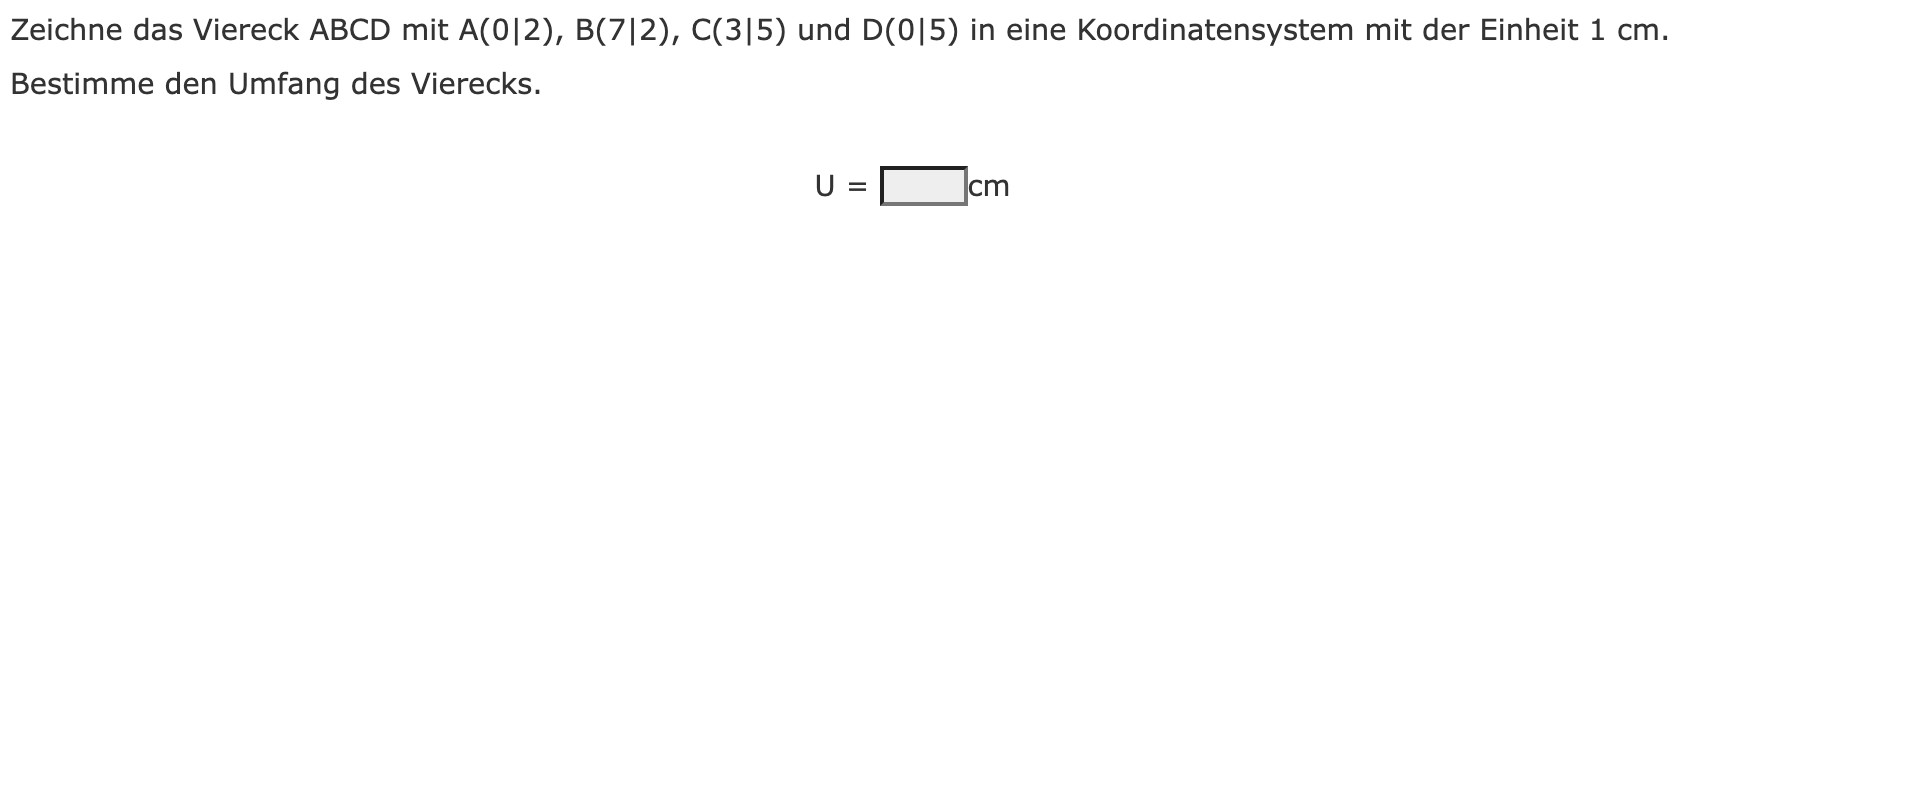 Zeichne das Viereck ABCD mit A(0|2), B(7|2), C(3|5) und D(0|5) in eine Koordinatensystem mit der Einheit 1 cm.
Bestimme den Umfang des Vierecks.
U = cm